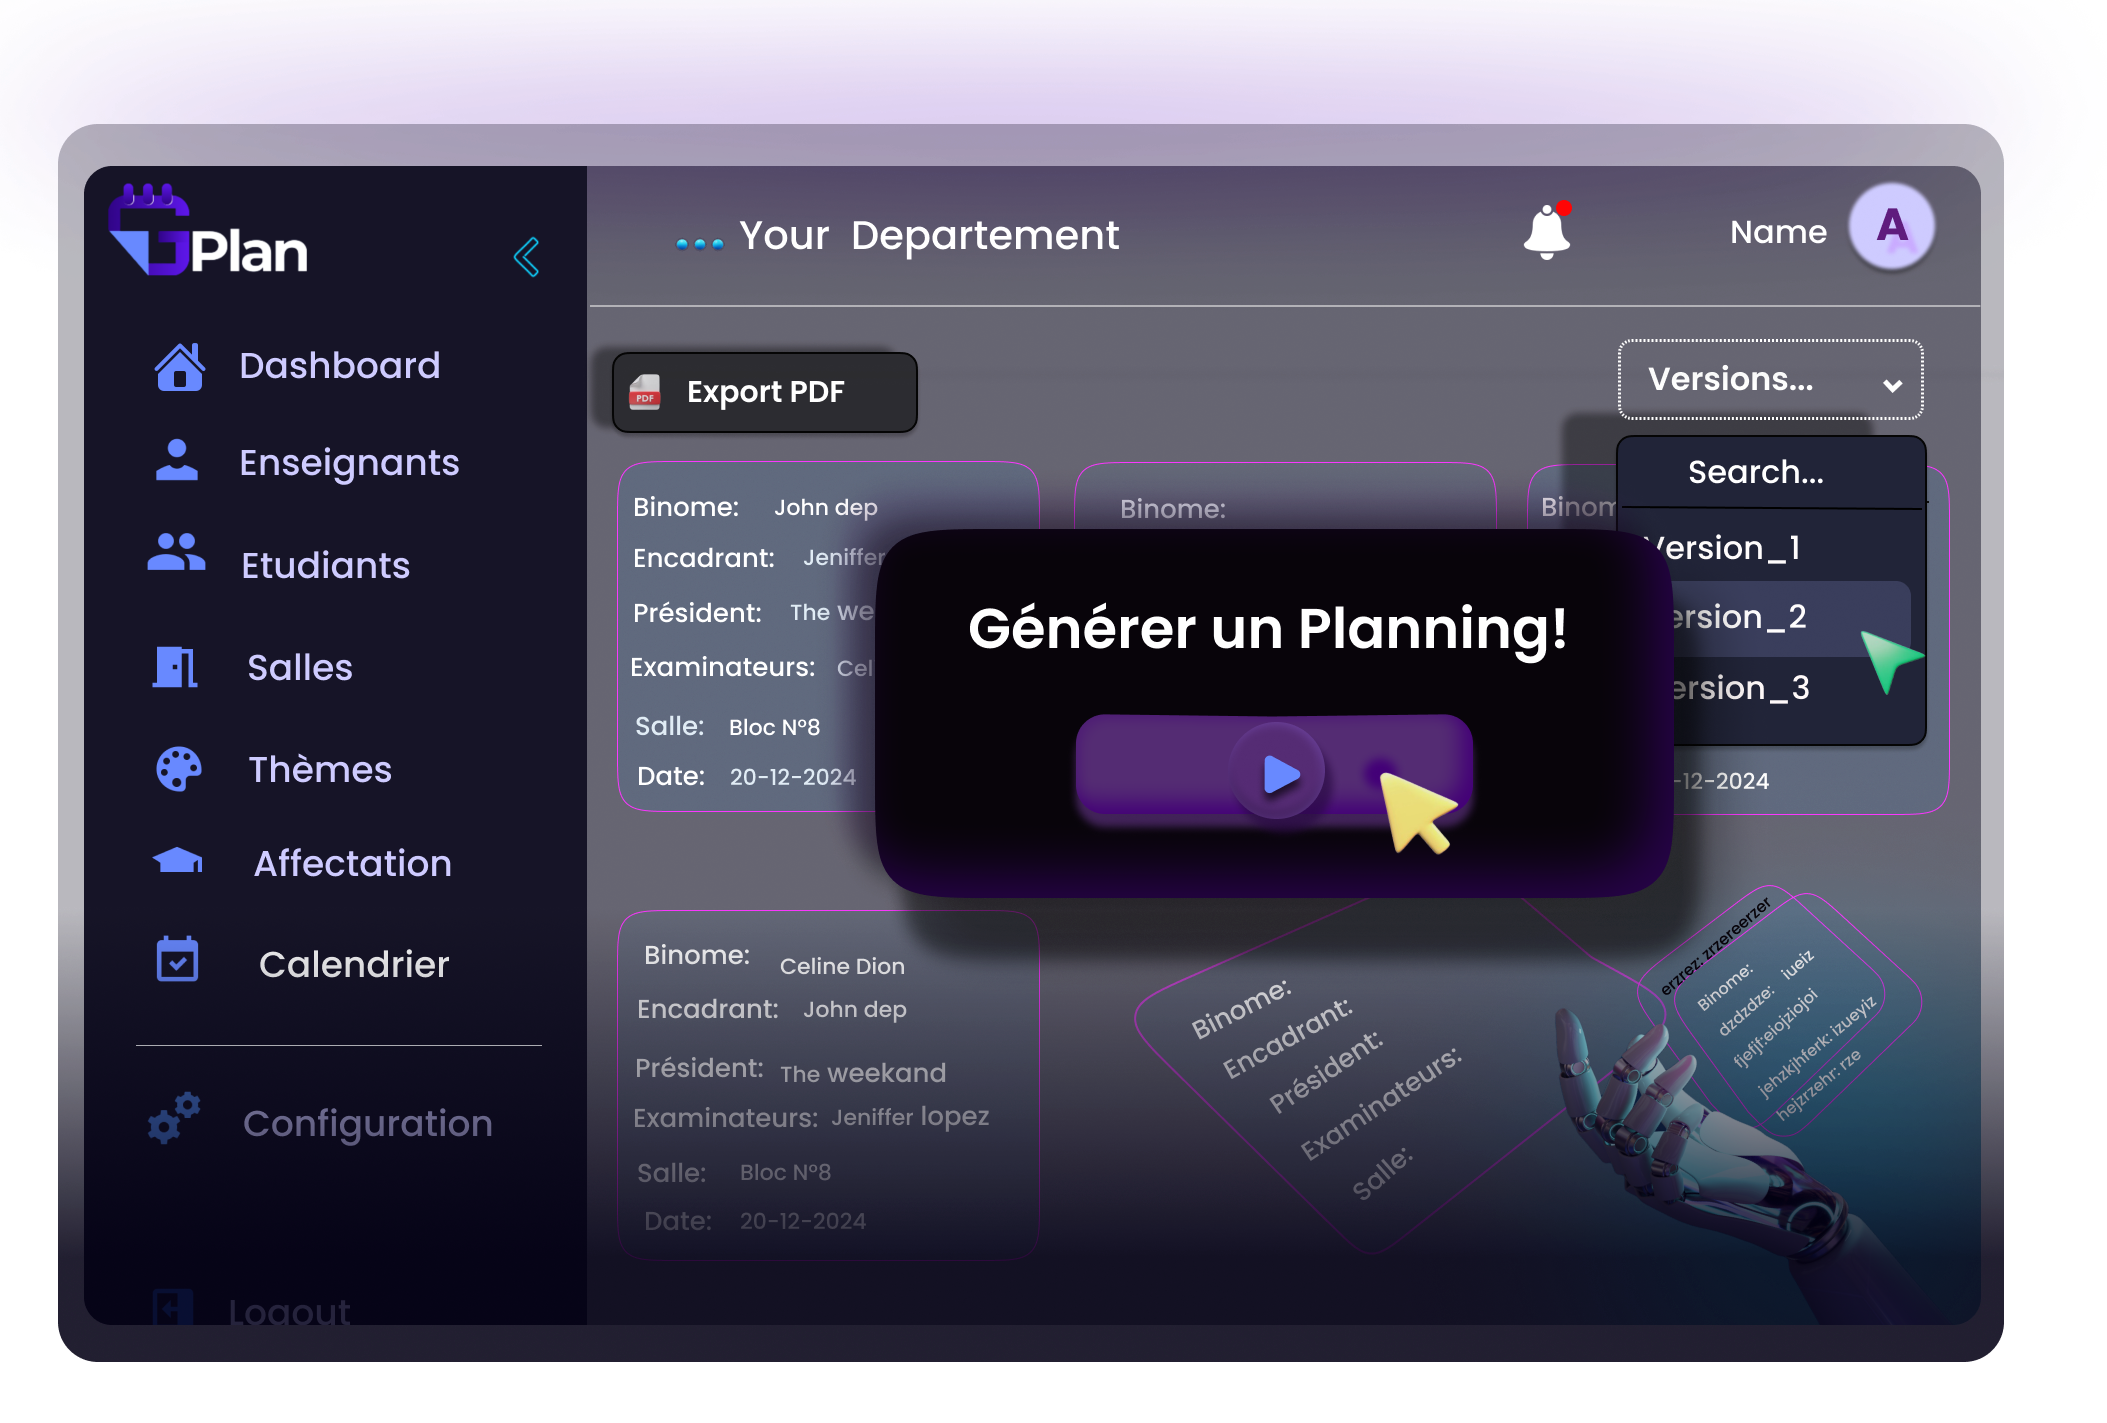 GPlan
Dashboard
Enseignants
Etudiants
Salles
Thèmes
Affectation
Calendrier
Configuration
Logout
Your Departement
Name
A
PDF
Export PDF
Versions...
Search...
Version_1
ersion_2
ersion_3
Binome: John dep
Encadrant: Jeniffer
Président: The we
Examinateurs: Cel
Salle: Bloc N°8
Date: 20-12-2024
Binome:
Binom
-12-2024
Générer un Planning!
Binome: Celine Dion
Encadrant: John dep
Président: The weekand
Examinateurs: Jeniffer lopez
Salle: Bloc N°8
Date: 20-12-2024
Binome:
Encadrant:
Président:
Examinateurs:
Salle:
erzrez: zrzereerzer
Binome: iueiz
dzdzdze:
fjefjf:eiojziojoi
jehzkjhferk: izueyiz
hejzrzehr: rze